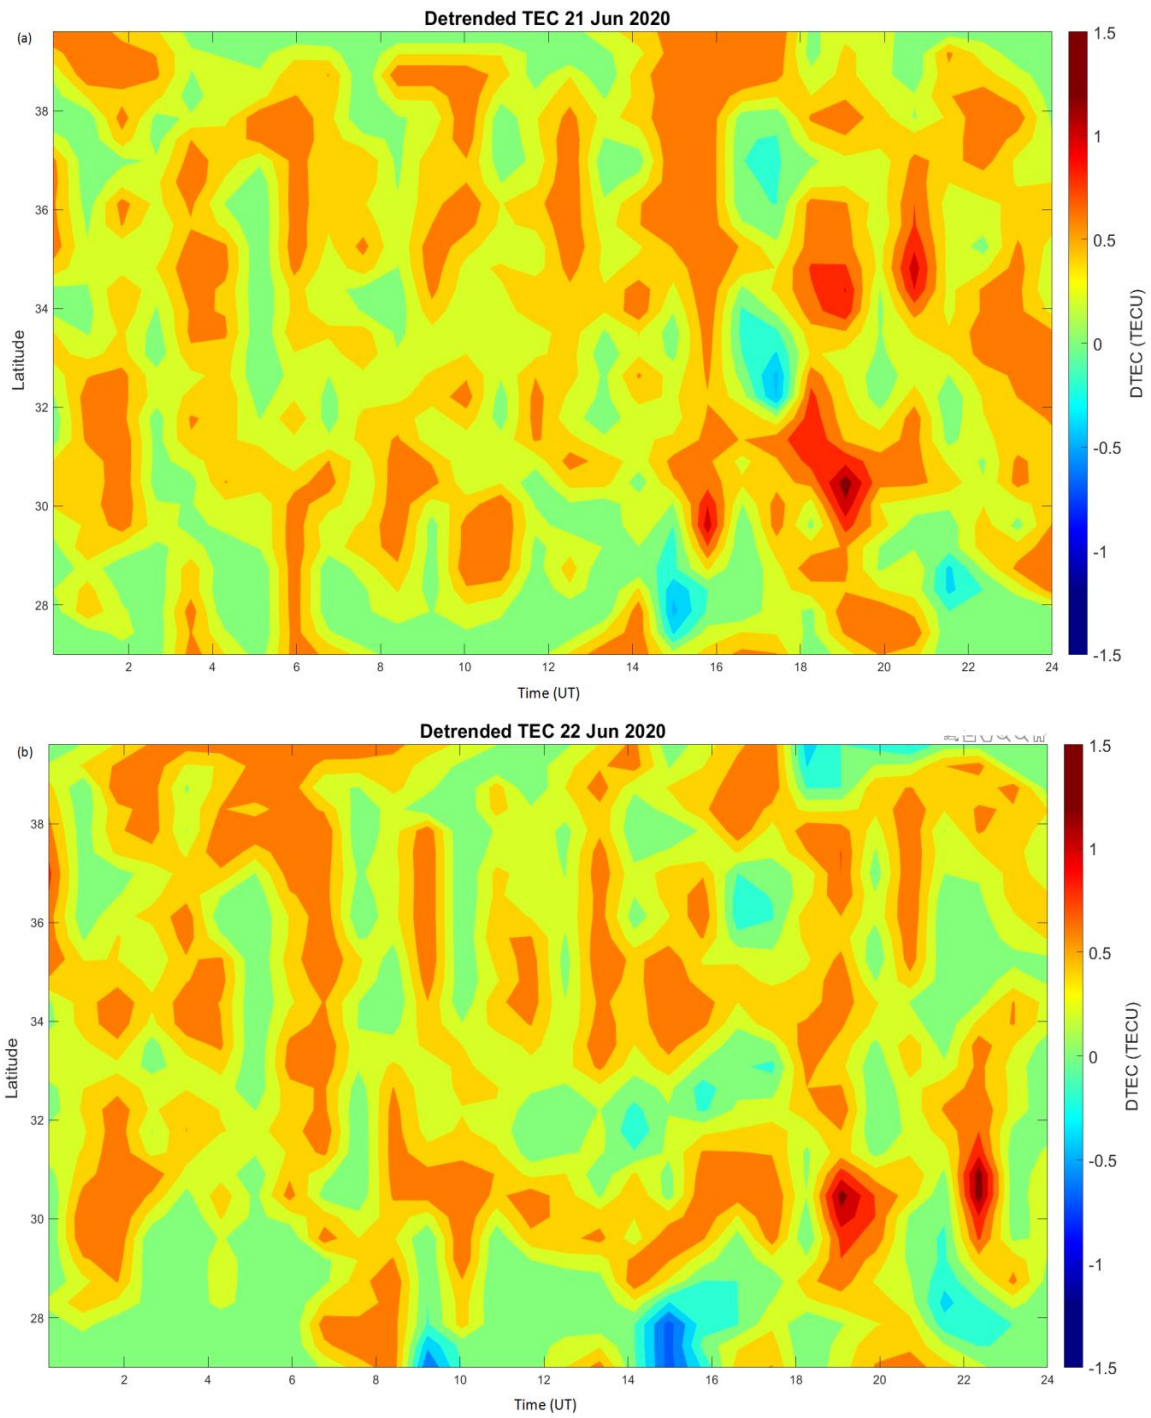 Detrended TEC 21 Jun 2020
(a)
1.5
1
0.5
0
-0.5
-1
-1.5
DTEC (TECU)
Latitude
38
36
34
32
30
28
2 4 6 8 10 12 14 16 18 20 22 24
Time (UT)
Detrended TEC 22 Jun 2020
(b)
1.5
1
0.5
0
-0.5
-1
-1.5
DTEC (TECU)
Latitude
38
36
34
32
30
28
2 4 6 8 10 12 14 16 18 20 22 24
Time (UT)